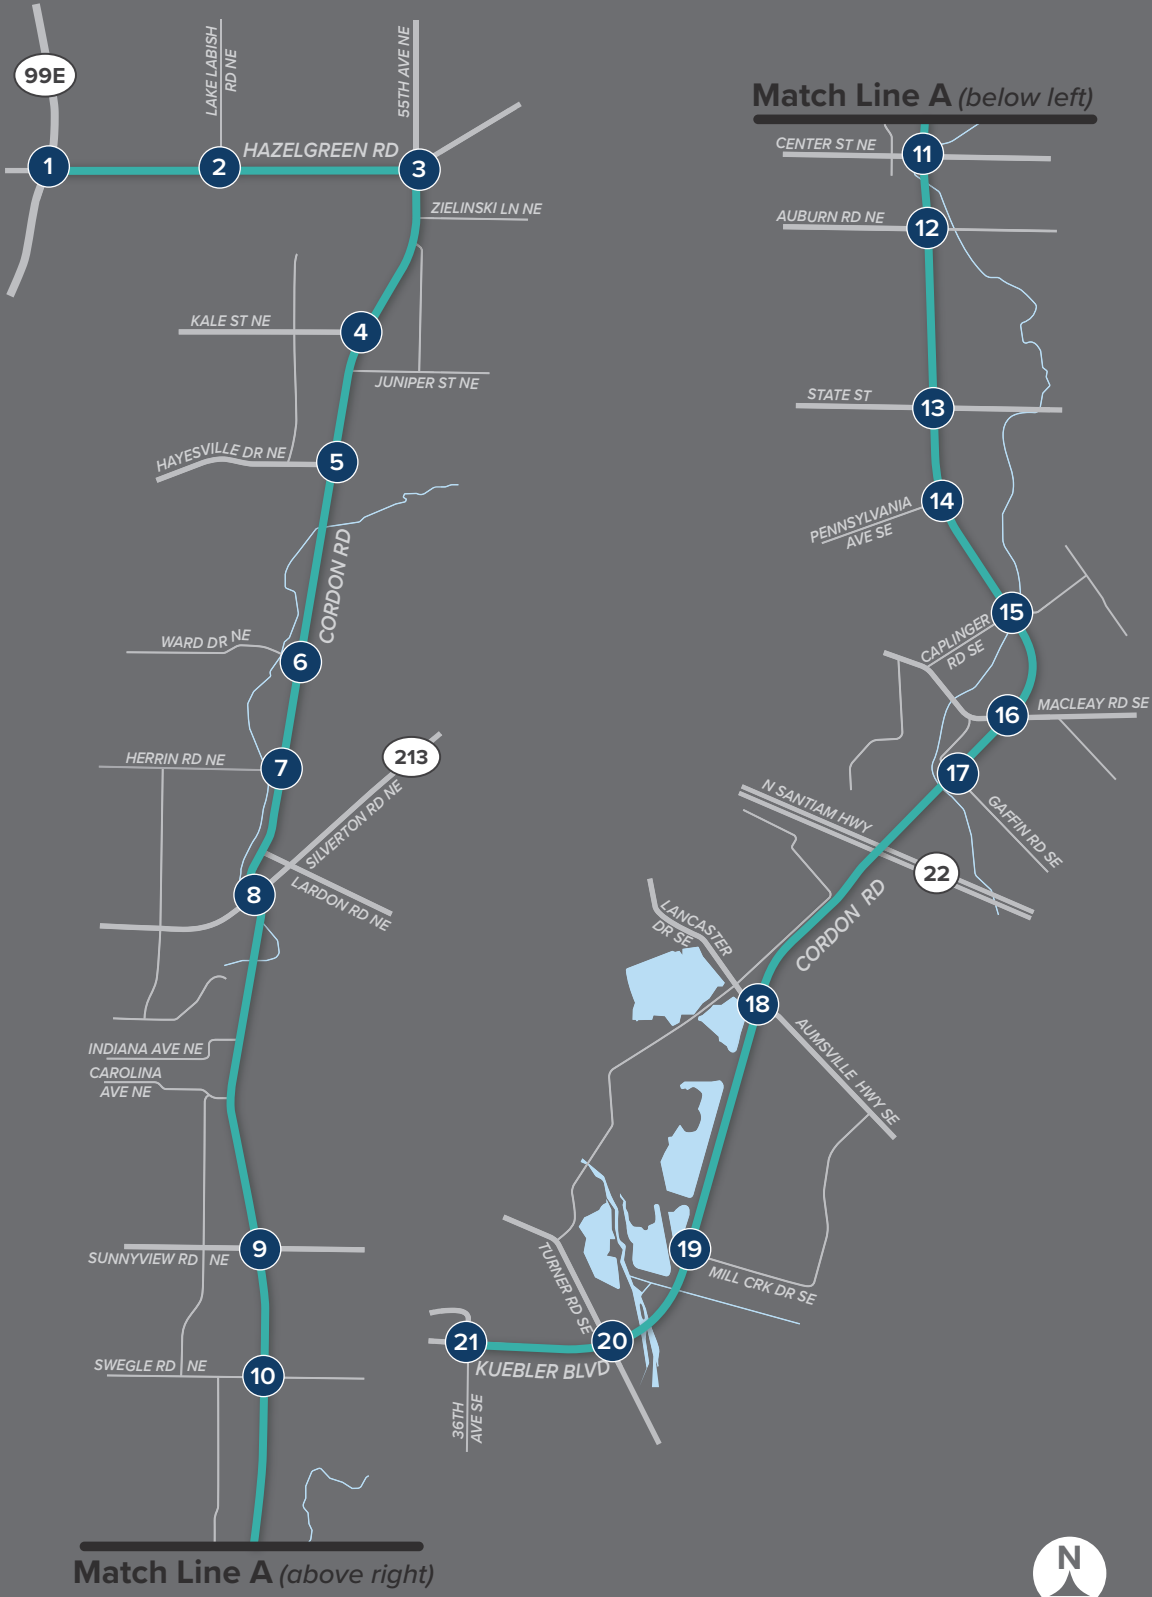 99E
LAKE LABISH
RD NE
55TH AVE NE
1
2
HAZELGREEN RD
3
ZIELINSKI LN NE
KALE ST NE
4
JUNIPER ST NE
HAYESVILLE DR NE
5
CORDON RD
WARD DR NE
6
HERRIN RD NE
7
213
SILVERTON RD NE
8
LARDON RD NE
INDIANA AVE NE
CAROLINA
AVE NE
SUNNYVIEW RD NE
9
SWEGLE RD NE
10
Match Line A (above right)
Match Line A (below left)
CENTER ST NE
11
AUBURN RD NE
12
STATE ST
13
PENNSYLVANIA
AVE SE
14
15
CAPLINGER
RD SE
16
MACLEAY RD SE
17
GAFFIN RD SE
N SANTIAM HWY
22
CORDON RD
LANCASTER
DR SE
18
AUMSVILLE HWY SE
19
MILL CRK DR SE
TURNER RD SE
20
21
KUEBLER BLVD
36TH
AVE SE
N